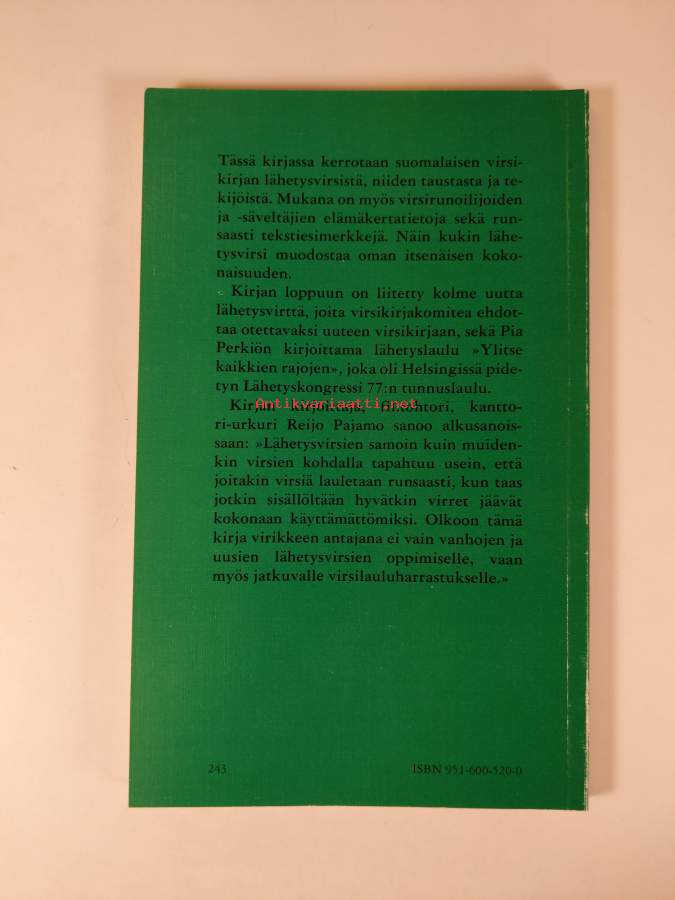 Tässä kirjassa kerrotaan suomalaisen virsi-
kirjan lähetysvirsistä, niiden taustasta ja te-
kijöistä. Mukana on myös virsirunoilijoiden
ja -säveltäjien elämäkertatietoja sekä run-
saasti tekstiesimerkkejä. Näin kukin lähe-
tysvirsi muodostaa oman itsenäisen koko-
naisuuden.
Kirjan loppuun on liitetty kolme uutta
lähetysvirttä, joita virsikirjakomitea ehdot-
taa otettavaksi uuteen virsikirjaan, sekä Pia
Perkiön kirjoittama lähetyslaulu »Ylitse
kaikkien rajojen», joka oli Helsingissä pide-
tyn Lähetyskongressi 77:n tunnuslaulu.
Antikvariaatti.net
Kirjan kirjoittaja, fil.tohtori, kantto-
ri-urkuri Reijo Pajamo sanoo alkusanois-
saan: »Lähetysvirsien samoin kuin muiden-
kin virsien kohdalla tapahtuu usein, että
joitakin virsiä lauletaan runsaasti, kun taas
jotkin sisällöltään hyvätkin virret jäävät
kokonaan käyttämättömiksi. Olkoon tämä
kirja virikkeen antajana ei vain vanhojen ja
uusien lähetysvirsien oppimiselle, vaan
myös jatkuvalle virsilauluharrastukselle.»
243
ISBN 951-600-520-0